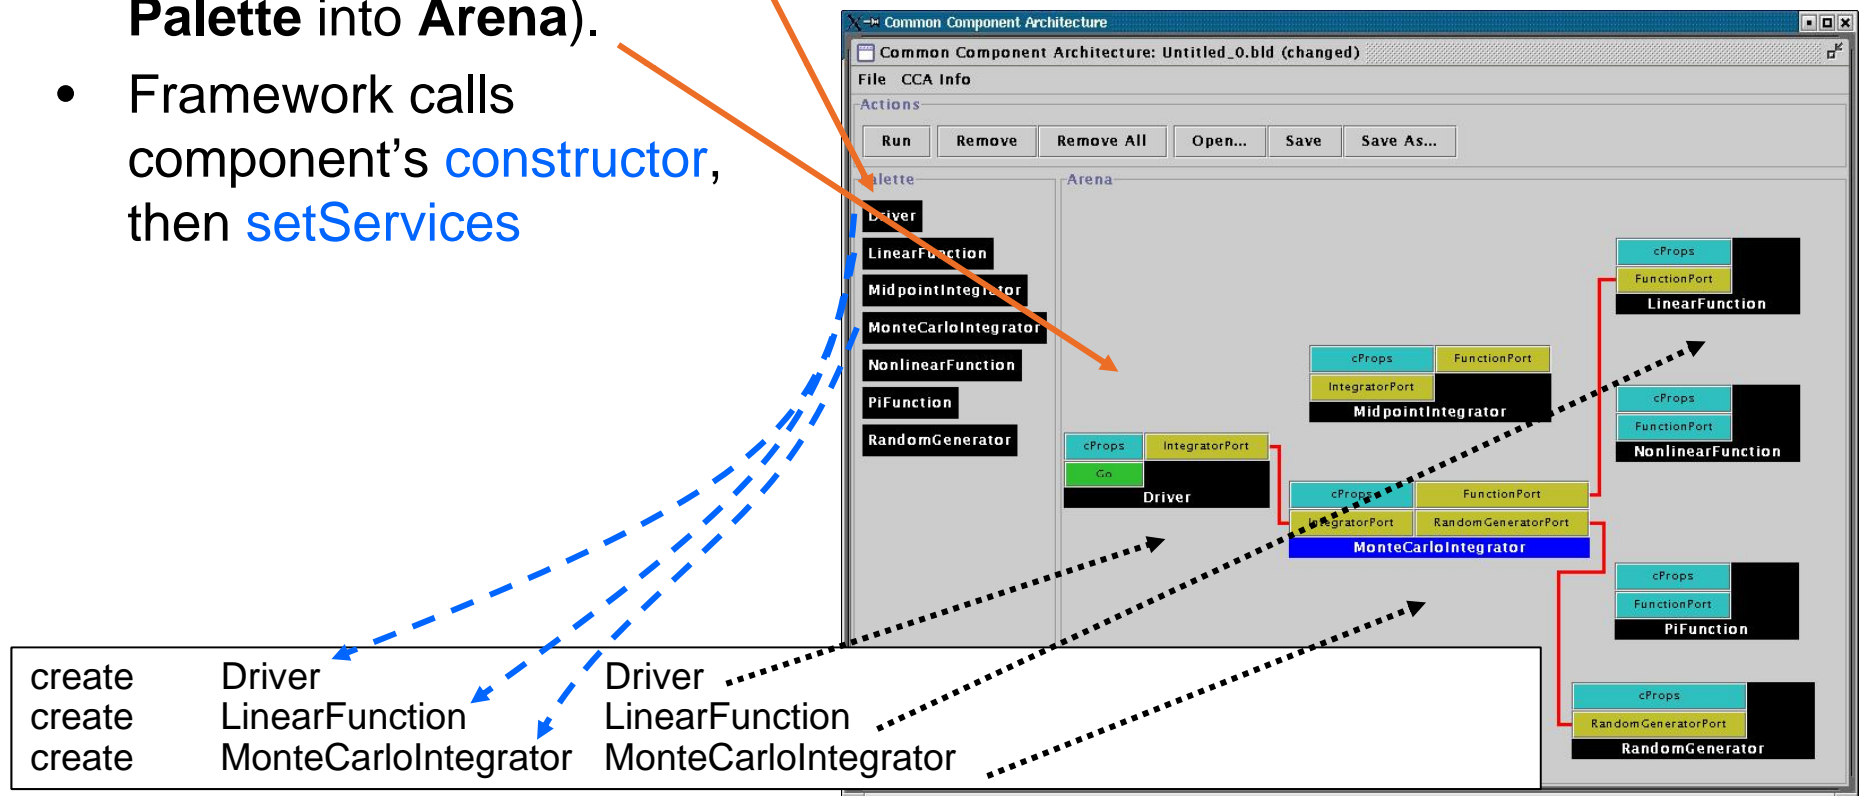 Palette into Arena).
• Framework calls
component’s constructor,
then setServices
Common Component Architecture
Common Component Architecture: Untitled_0.bld (changed)
File CCA Info
Actions
Run Remove Remove All Open... Save Save As...
alette
Arena
Driver
LinearFunction
MidpointIntegrator
MonteCarloIntegrator
NonlinearFunction
PiFunction
RandomGenerator
cProps IntegratorPort
Go
Driver
cProps FunctionPort
IntegratorPort
MidpointIntegrator
cProps FunctionPort
IntegratorPort RandomGeneratorPort
MonteCarloIntegrator
cProps
FunctionPort
LinearFunction
cProps
FunctionPort
NonlinearFunction
cProps
FunctionPort
PiFunction
cProps
RandomGeneratorPort
RandomGenerator
create Driver Driver
create LinearFunction LinearFunction
create MonteCarloIntegrator MonteCarloIntegrator